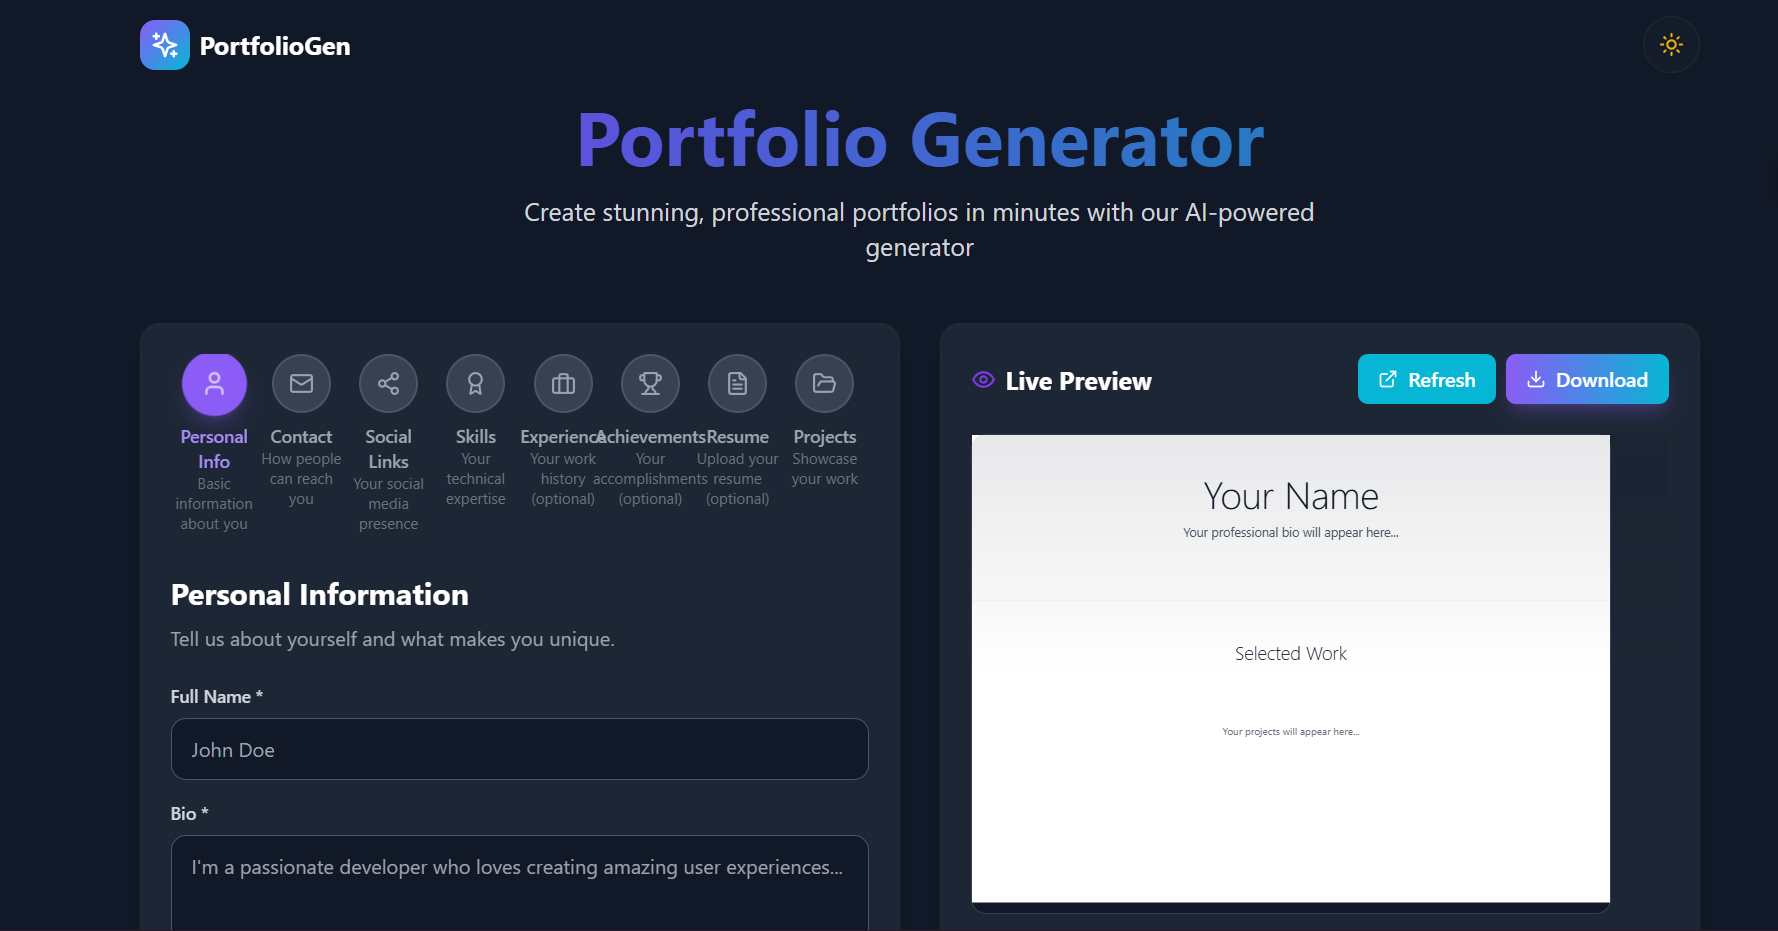 PortfolioGen
Portfolio Generator
Create stunning, professional portfolios in minutes with our AI-powered
generator
Personal
Info
Basic
information
about you
Contact
How people
can reach
you
Social
Links
Your social
media
presence
Skills
Your
technical
expertise
Experience
Your work
history
(optional)
Achievements
Your
accomplishments
(optional)
Resume
Upload your
resume
(optional)
Projects
Showcase
your work
Personal Information
Tell us about yourself and what makes you unique.
Full Name *
John Doe
Bio *
I'm a passionate developer who loves creating amazing user experiences...
Live Preview
Refresh
Download
Your Name
Your professional bio will appear here...
Selected Work
Your projects will appear here...